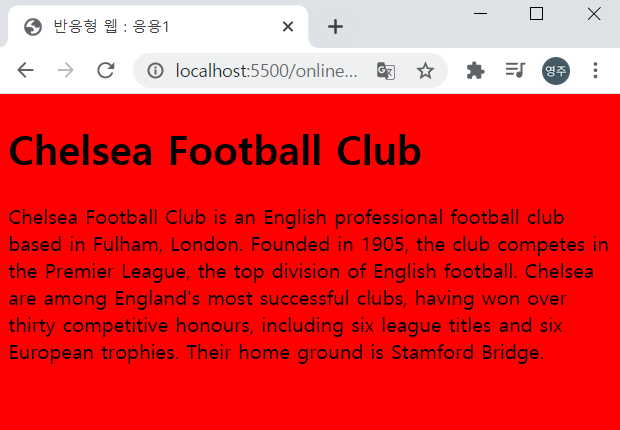 반응형 웹 : 응용1
localhost:5500/online...
영주
Chelsea Football Club
Chelsea Football Club is an English professional football club
based in Fulham, London. Founded in 1905, the club competes in
the Premier League, the top division of English football. Chelsea
are among England's most successful clubs, having won over
thirty competitive honours, including six league titles and six
European trophies. Their home ground is Stamford Bridge.